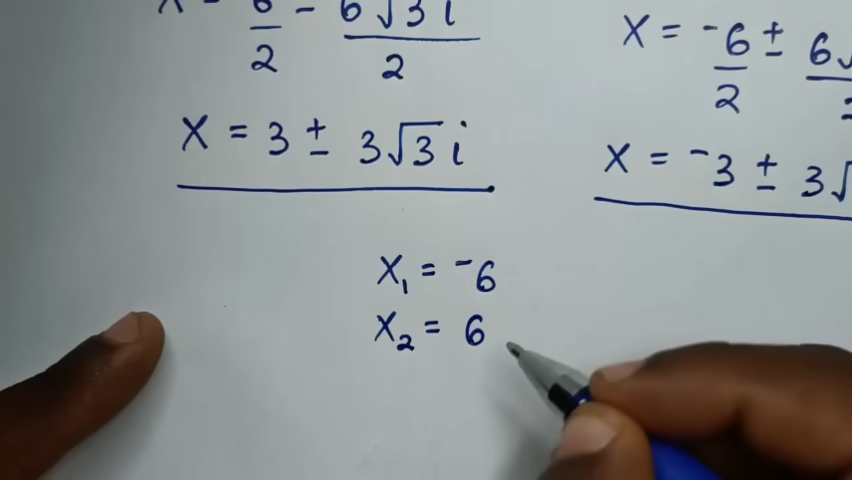 X = 6/2 - 6√3 i/2
X = 3 ± 3√3 i
X = -6/2 ± 6√
X = -3 ± 3√
X₁ = -6
X₂ = 6